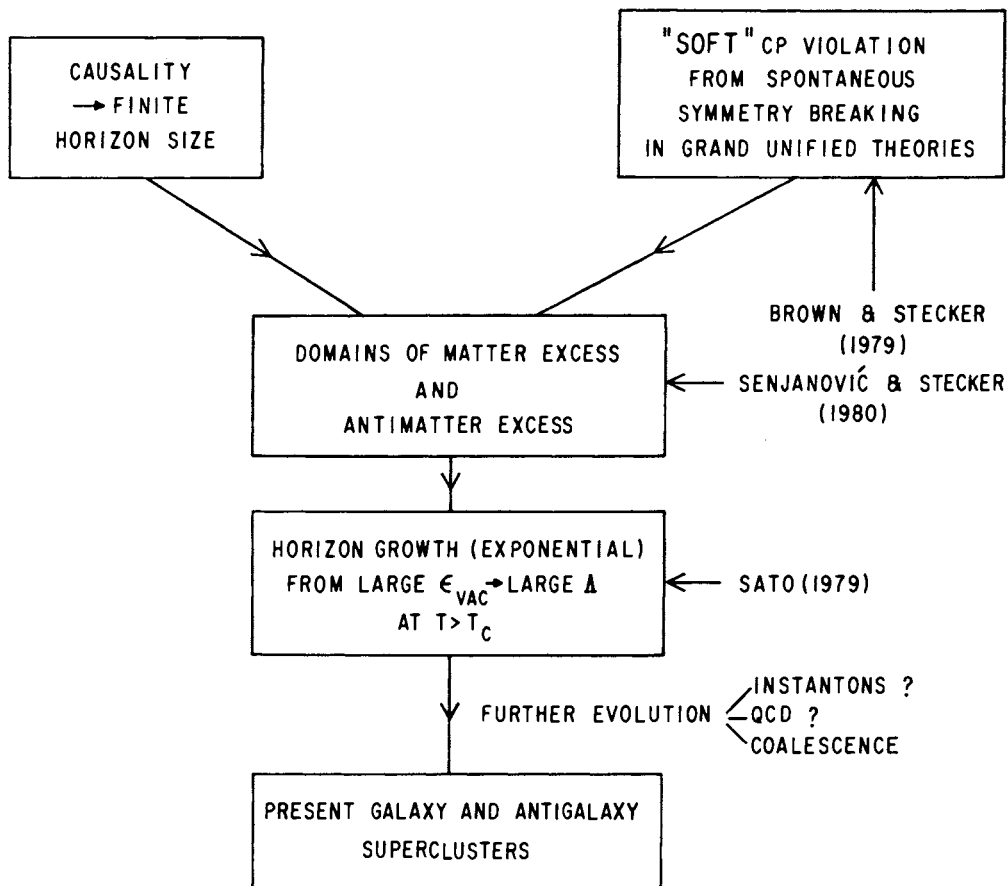 CAUSALITY
→ FINITE
HORIZON SIZE
"SOFT" CP VIOLATION
FROM SPONTANEOUS
SYMMETRY BREAKING
IN GRAND UNIFIED THEORIES
BROWN & STECKER
(1979)
DOMAINS OF MATTER EXCESS
AND
ANTIMATTER EXCESS
SENJANOVIĆ & STECKER
(1980)
HORIZON GROWTH (EXPONENTIAL)
FROM LARGE ϵVAC → LARGE Λ
AT T > TC
SATO (1979)
FURTHER EVOLUTION
INSTANTONS ?
QCD ?
COALESCENCE
PRESENT GALAXY AND ANTIGALAXY
SUPERCLUSTERS